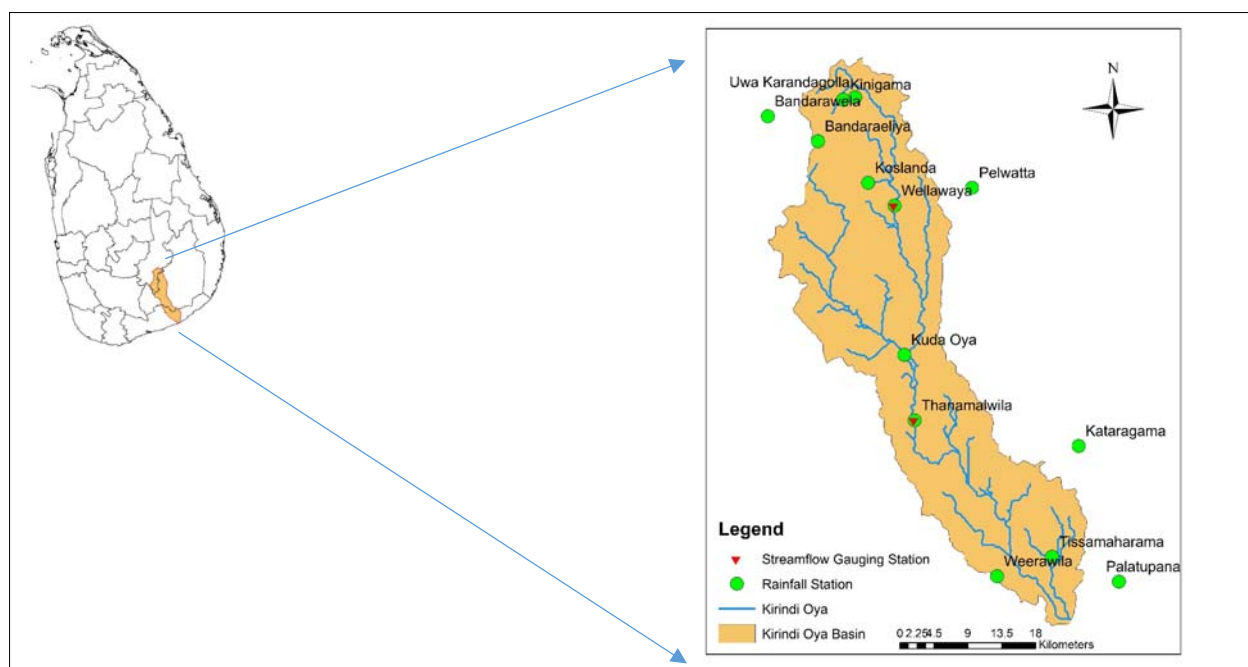 N
Uwa Karandagolla
Kinigama
Bandarawela
Bandaraeliya
Koslanda
Pelwatta
Wellawaya
Kuda Oya
Thanamalwila
Kataragama
Tissamaharama
Weerawila
Palatupana
Legend
Streamflow Gauging Station
Rainfall Station
Kirindi Oya
Kirindi Oya Basin
0 2.25 4.5 9 13.5 18
Kilometers